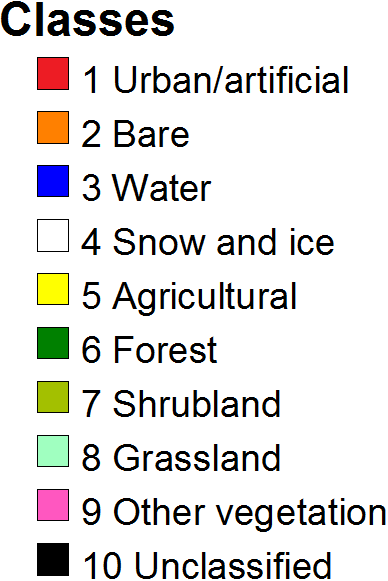 Classes
1 Urban/artificial
2 Bare
3 Water
4 Snow and ice
5 Agricultural
6 Forest
7 Shrubland
8 Grassland
9 Other vegetation
10 Unclassified